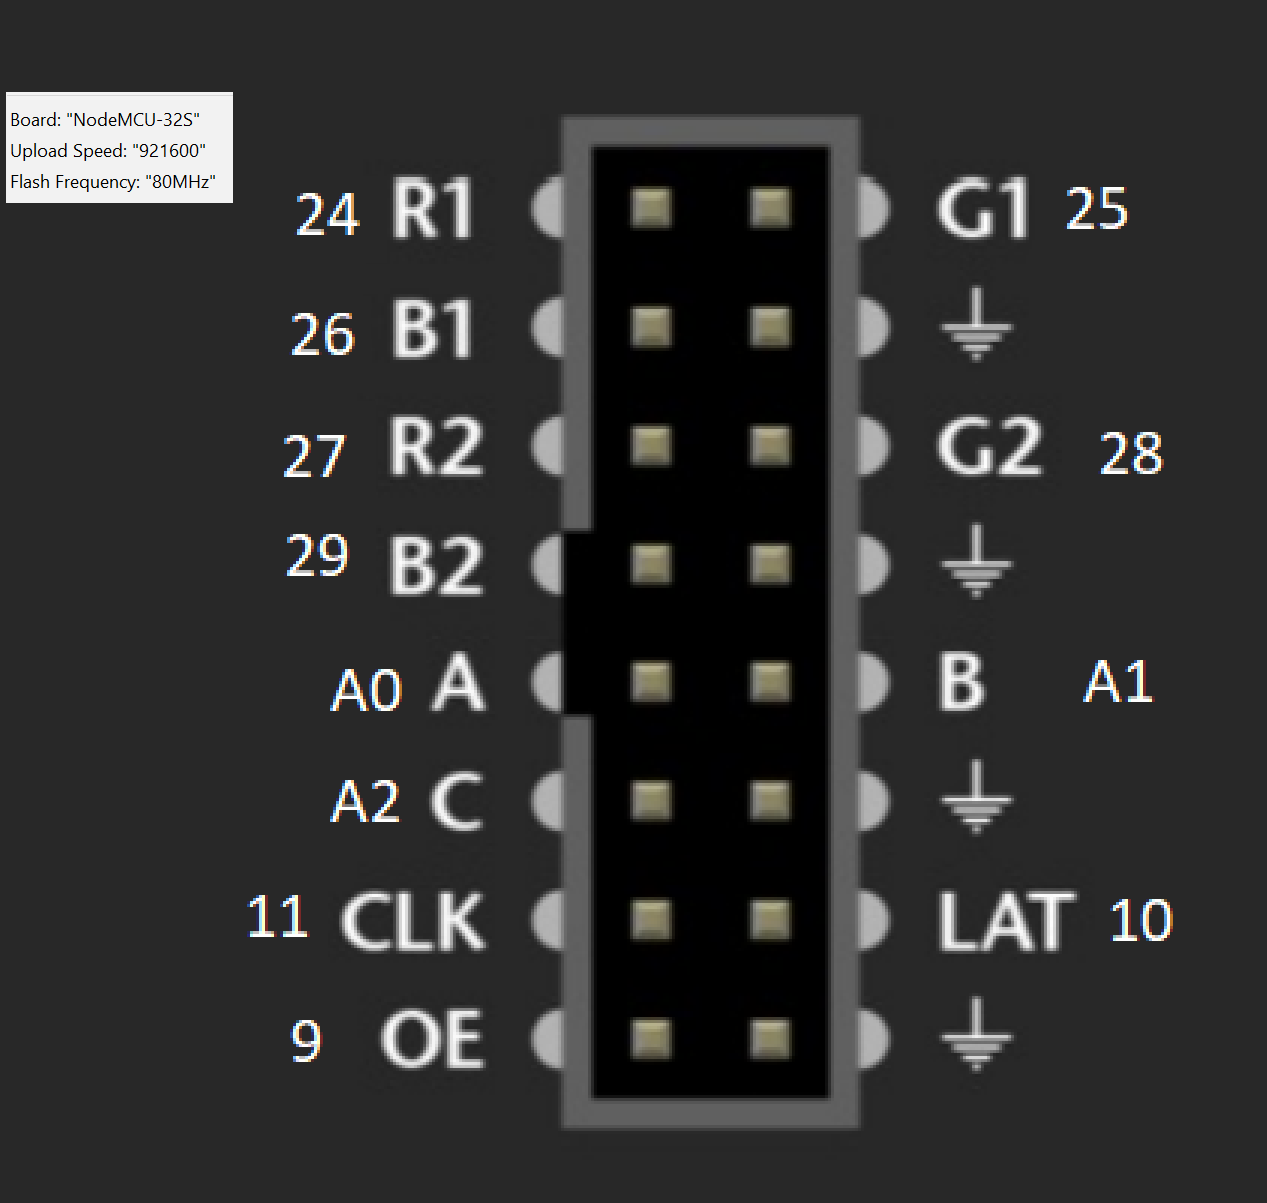 Board: "NodeMCU-32S"
Upload Speed: "921600"
Flash Frequency: "80MHz"
24 R1 G1 25
26 B1
27 R2 G2 28
29 B2
A0 A B A1
A2 C
11 CLK LAT 10
9 OE